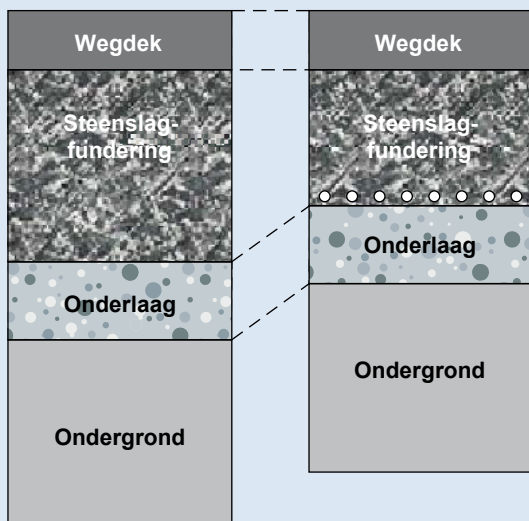 Wegdek
Steenslag-
fundering
Onderlaag
Ondergrond
Wegdek
Steenslag-
fundering
Onderlaag
Ondergrond